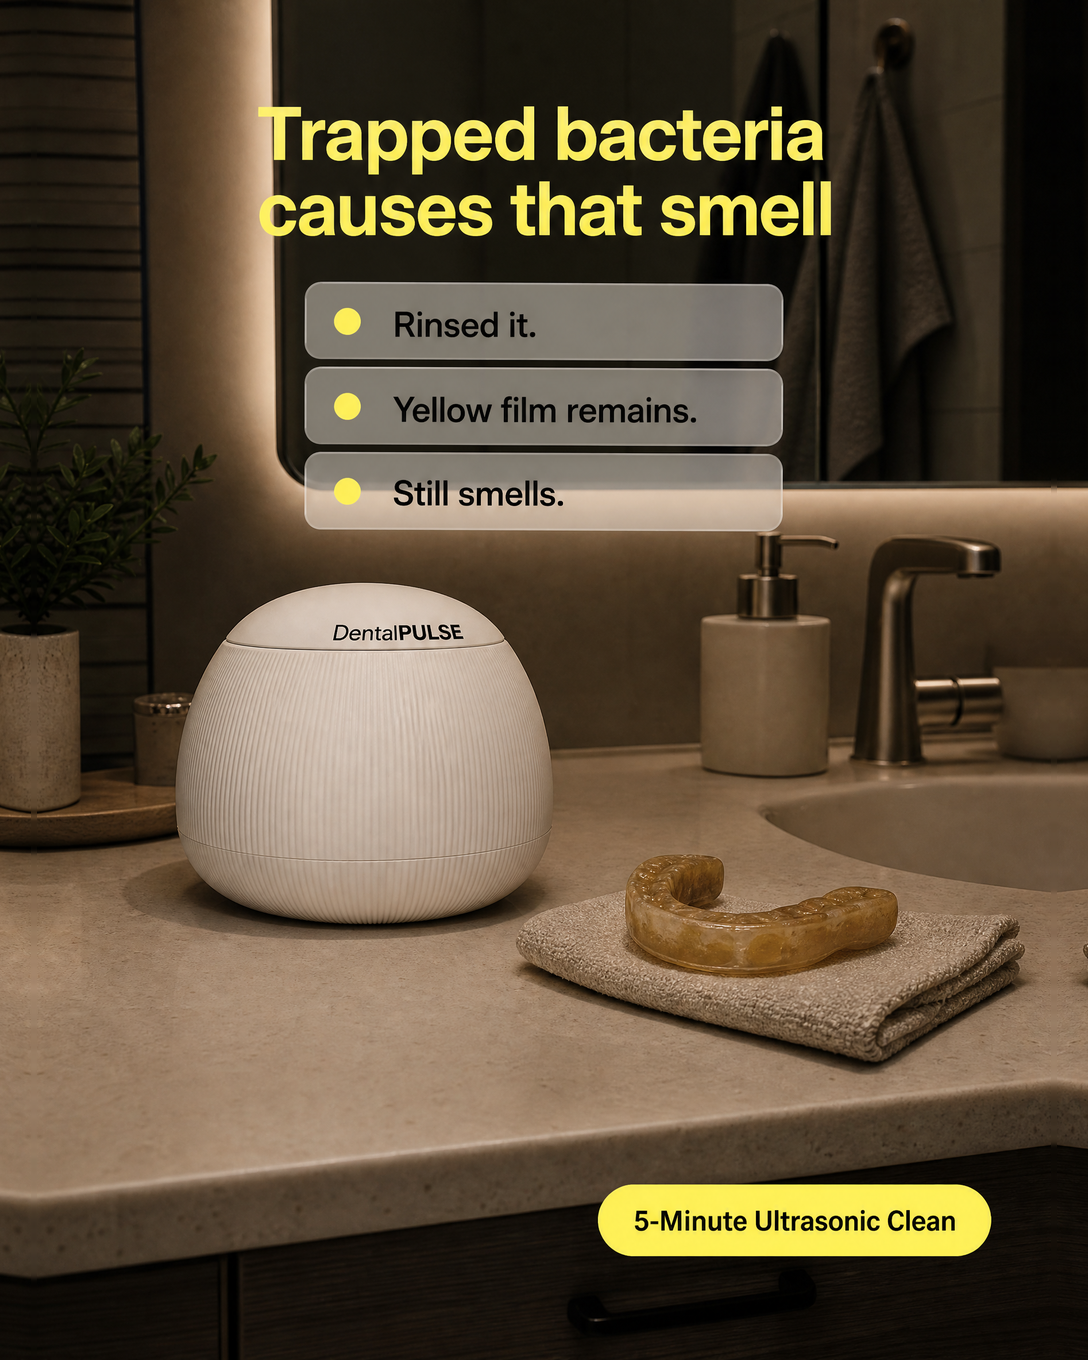 Trapped bacteria
causes that smell
Rinsed it.
Yellow film remains.
Still smells.
DentalPULSE
5-Minute Ultrasonic Clean